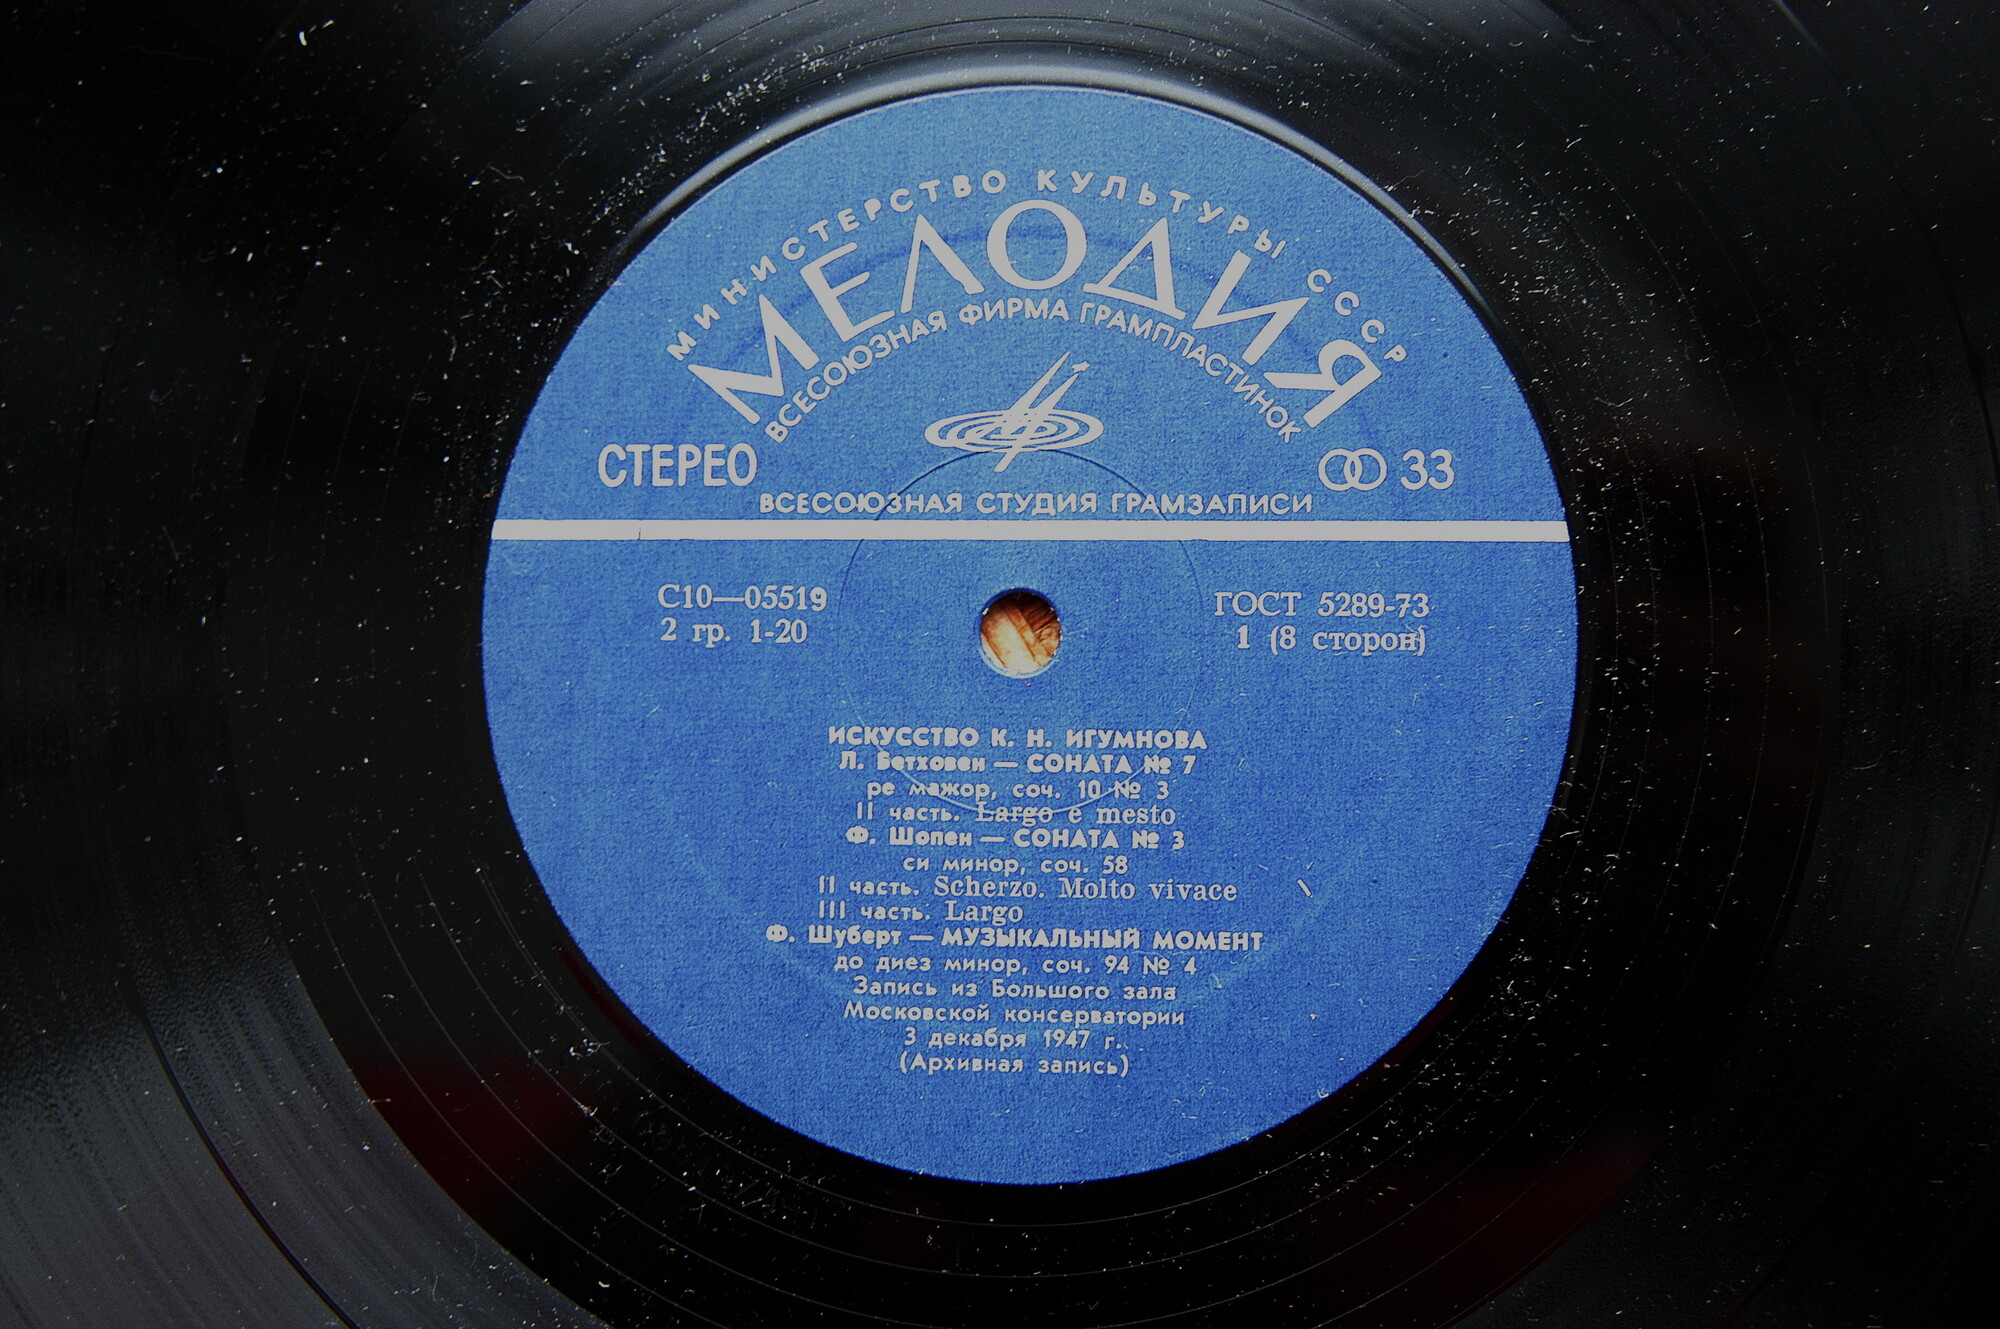 МИНИСТЕРСТВО КУЛЬТУРЫ СССР
МЕЛОДИЯ
ВСЕСОЮЗНАЯ ФИРМА ГРАМПЛАСТИНОК
СТЕРЕО
33
ВСЕСОЮЗНАЯ СТУДИЯ ГРАМЗАПИСИ
С10—05519
2 гр. 1-20
ГОСТ 5289-73
1 (8 сторон)
ИСКУССТВО К. Н. ИГУМНОВА
Л. Бетховен — СОНАТА № 7
ре мажор, соч. 10 № 3
II часть. Largo e mesto
Ф. Шопен — СОНАТА № 3
си минор, соч. 58
II часть. Scherzo. Molto vivace
III часть. Largo
Ф. Шуберт — МУЗЫКАЛЬНЫЙ МОМЕНТ
до диез минор, соч. 94 № 4
Запись из Большого зала
Московской консерватории
3 декабря 1947 г.
(Архивная запись)